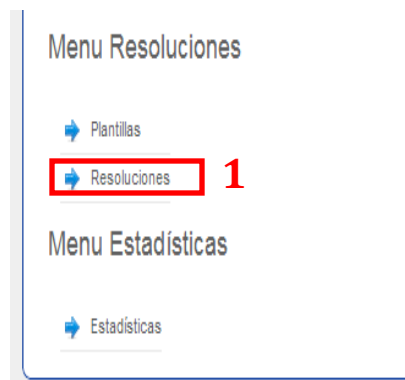 Menu Resoluciones
Plantillas
Resoluciones 1
Menu Estadísticas
Estadísticas